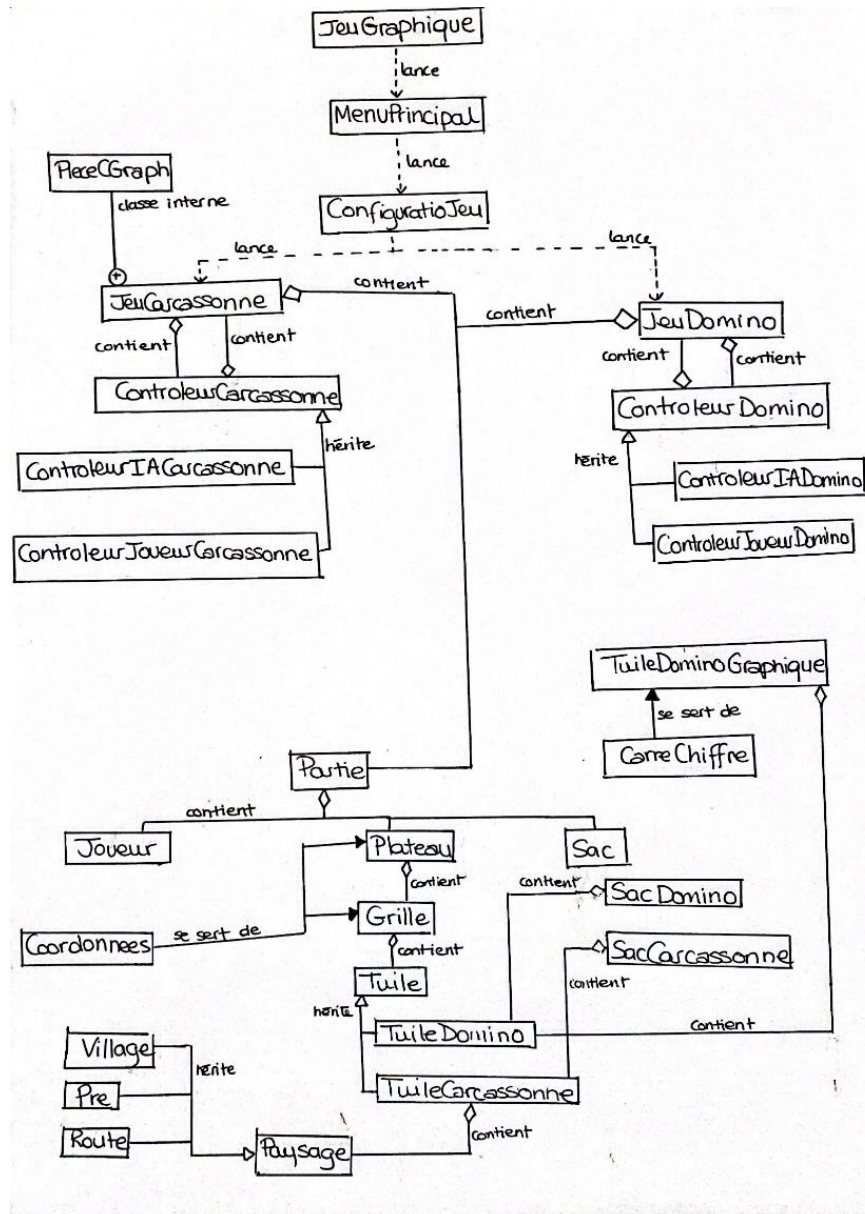 JeuGraphique
lance
MenuPrincipal
lance
PieceCGraph
classe interne
ConfiguratioJeu
lance
lance
JeuCarcassonne
contient
contient
JeuDomino
contient
contient
contient
contient
ControleurCarcassonne
ControleurDomino
hérite
hérite
ControleurIACarcassonne
ControleurIADomino
ControleurJoueurCarcassonne
ControleurJoueurDomino
TuileDominoGraphique
se sert de
Partie
CarreChiffre
contient
Joueur
Plateau
Sac
contient
contient
SacDomino
Coordonnees
se sert de
Grille
contient
SacCarcassonne
contient
Tuile
hérite
TuileDomino
contient
Village
hérite
Pre
TuileCarcassonne
Route
Paysage
contient